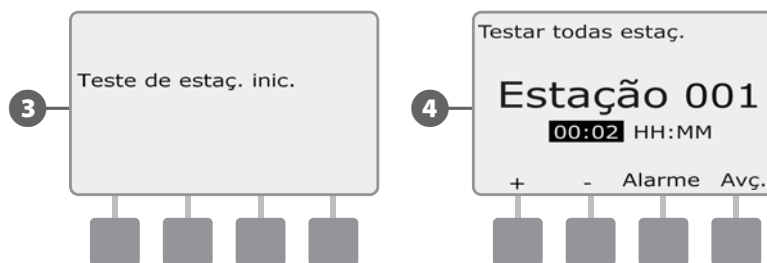 3
Teste de estaç. inic.
4
Testar todas estaç.
Estação 001
00:02 HH:MM
+ - Alarme Avç.